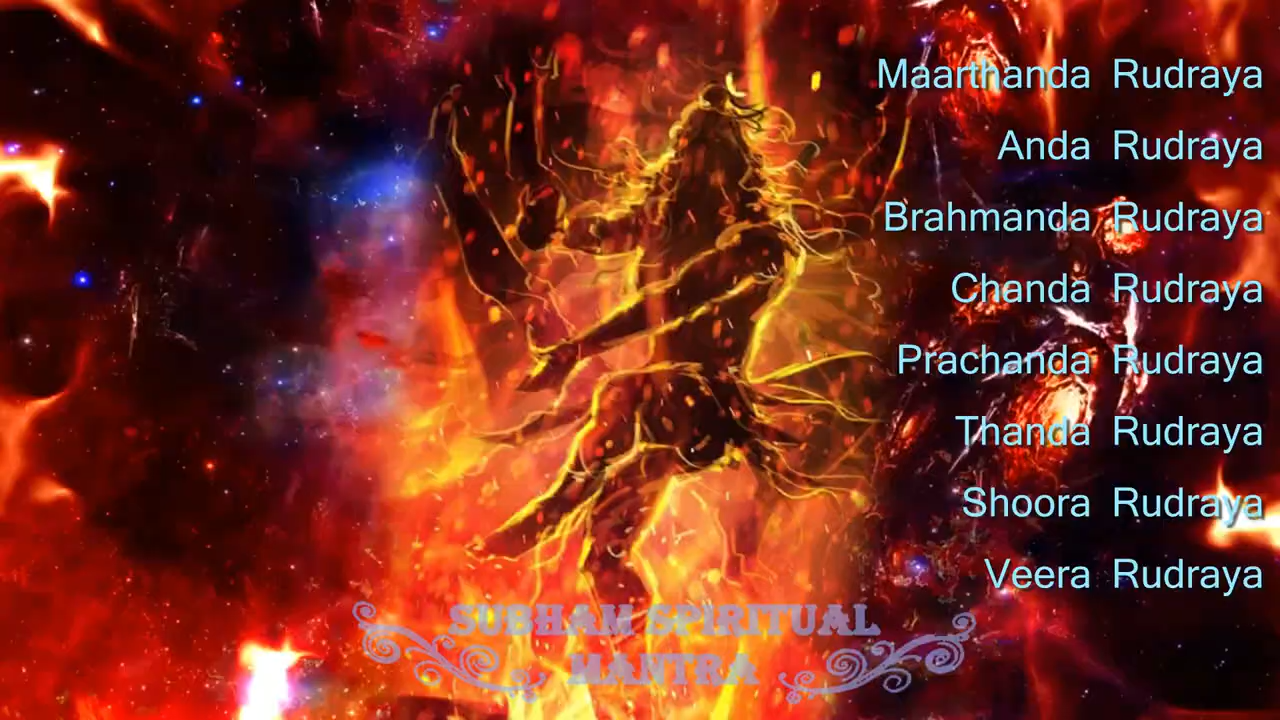 Maarthanda Rudraya
Anda Rudraya
Brahmanda Rudraya
Chanda Rudraya
Prachanda Rudraya
Thanda Rudraya
Shoora Rudraya
Veera Rudraya
SUBHAM SPIRITUAL
MANTRA